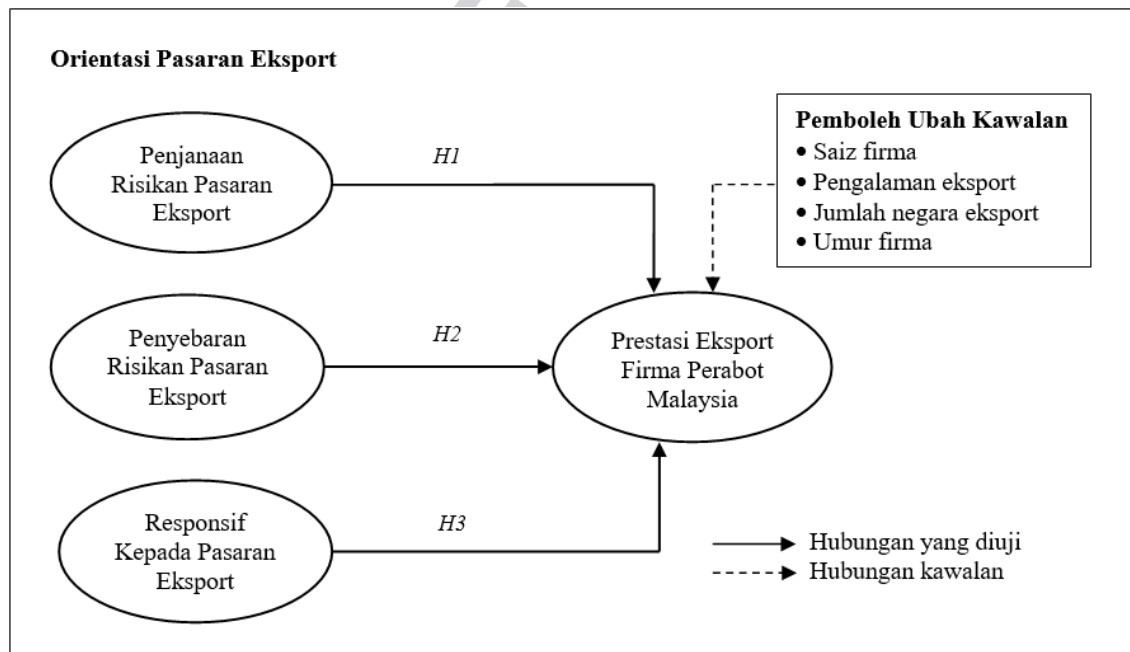 Orientasi Pasaran Eksport
Penjanaan
Risikan Pasaran
Eksport
H1
Pemboleh Ubah Kawalan
• Saiz firma
• Pengalaman eksport
• Jumlah negara eksport
• Umur firma
Penyebaran
Risikan Pasaran
Eksport
H2
Prestasi Eksport
Firma Perabot
Malaysia
Responsif
Kepada Pasaran
Eksport
H3
Hubungan yang diuji
Hubungan kawalan